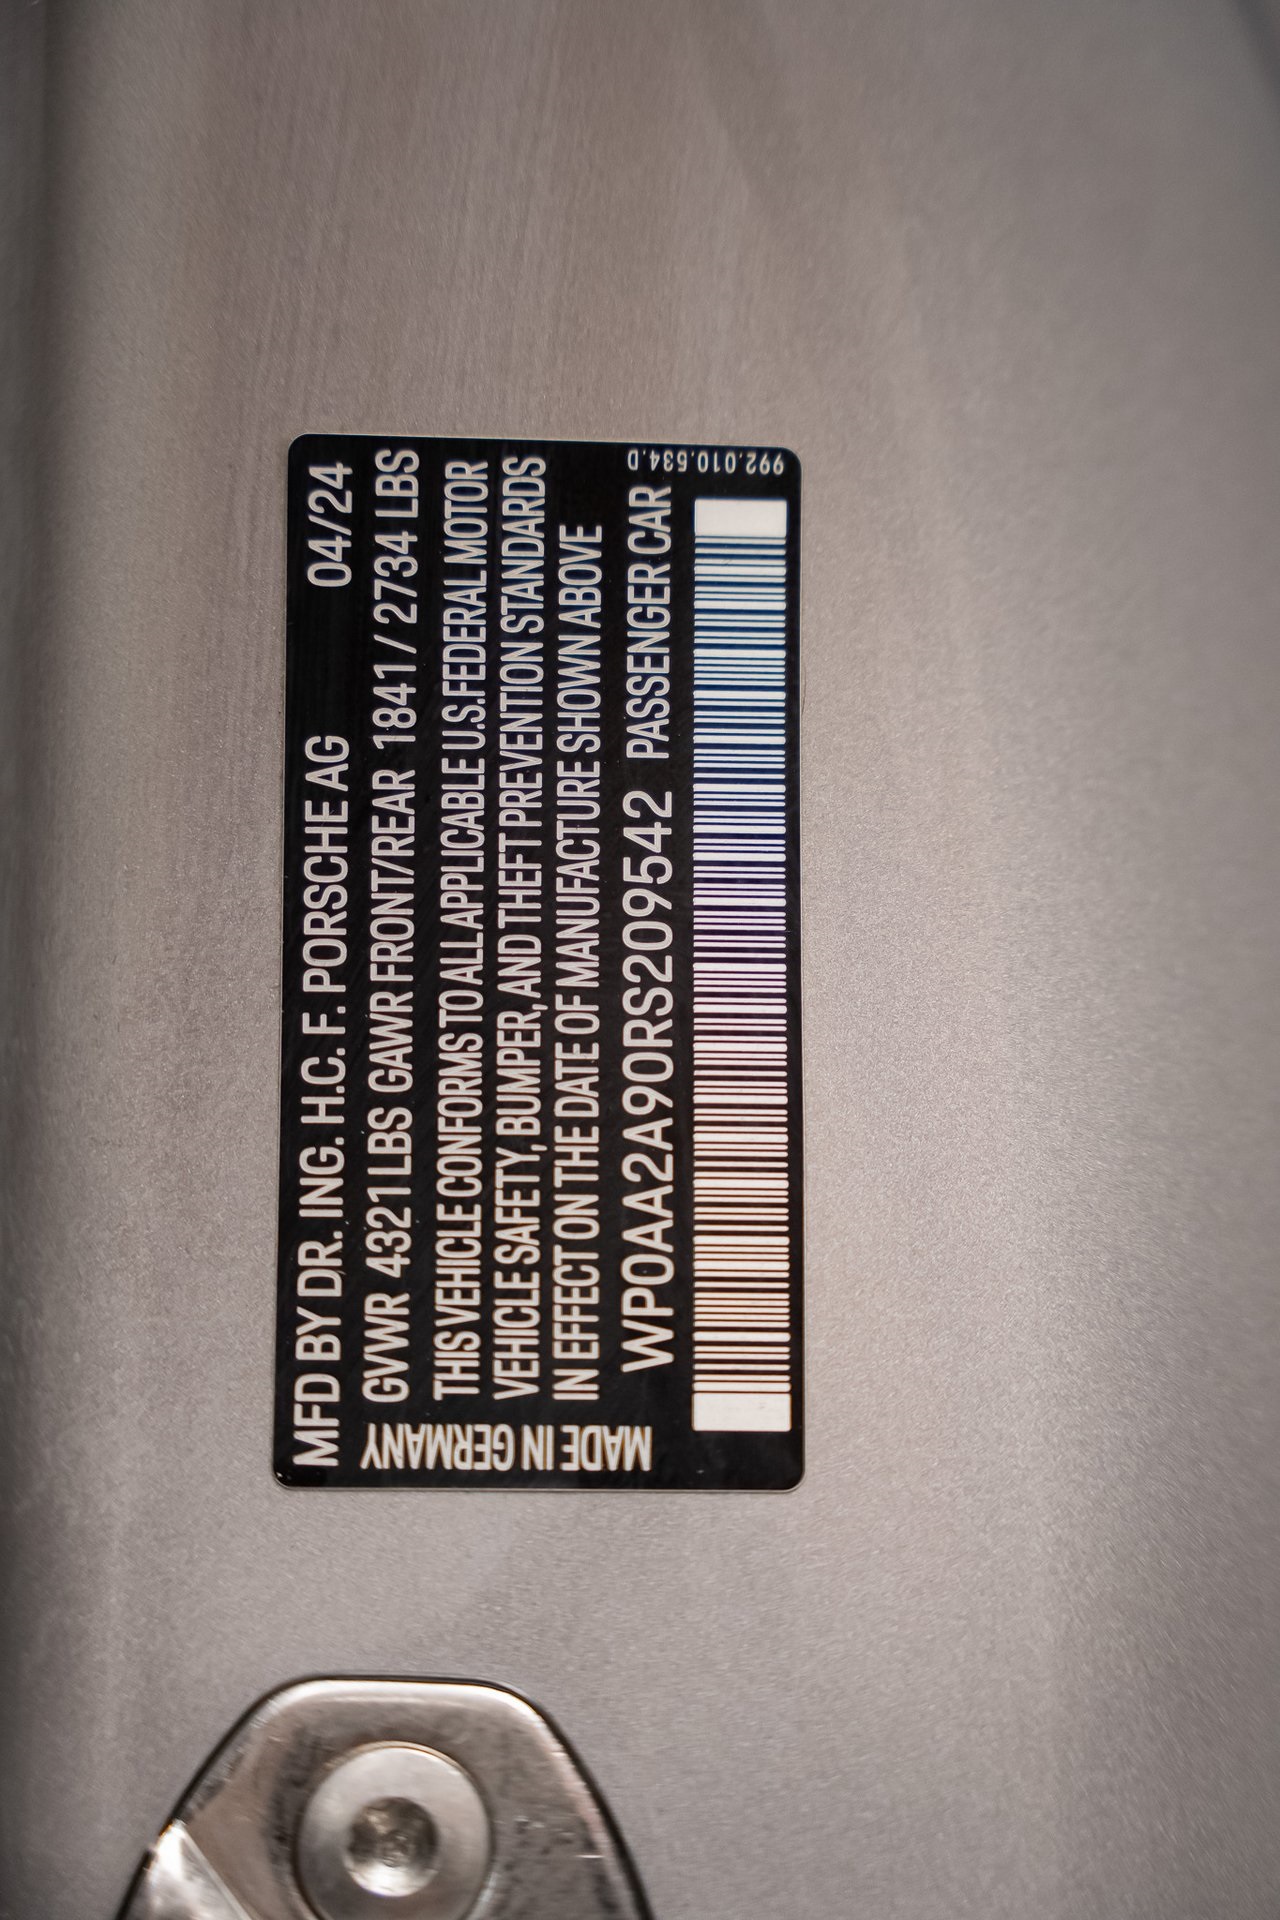 MFD BY DR. ING. H.C. F. PORSCHE AG 04/24
GVWR 4321 LBS GAWR FRONT/REAR 1841 / 2734 LBS
THIS VEHICLE CONFORMS TO ALL APPLICABLE U.S.FEDERAL MOTOR
VEHICLE SAFETY, BUMPER, AND THEFT PREVENTION STANDARDS
IN EFFECT ON THE DATE OF MANUFACTURE SHOWN ABOVE
WP0AA2A90RS209542 PASSENGER CAR
MADE IN GERMANY
992.010.534.D